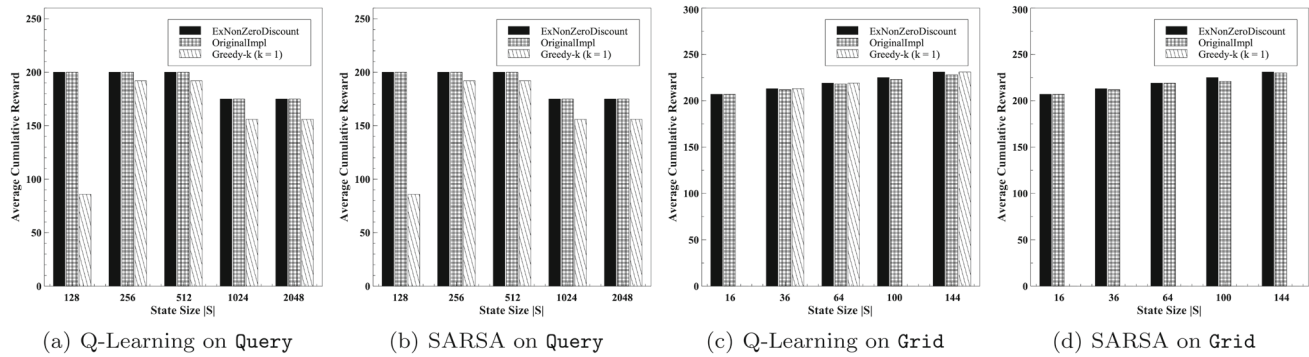 250
200
150
100
50
0
Average Cumulative Reward
ExNonZeroDiscount
OriginalImpl
Greedy-k (k = 1)
128 256 512 1024 2048
State Size |S|
(a) Q-Learning on Query
250
200
150
100
50
0
Average Cumulative Reward
ExNonZeroDiscount
OriginalImpl
Greedy-k (k = 1)
128 256 512 1024 2048
State Size |S|
(b) SARSA on Query
300
250
200
150
100
50
0
Average Cumulative Reward
ExNonZeroDiscount
OriginalImpl
Greedy-k (k = 1)
16 36 64 100 144
State Size |S|
(c) Q-Learning on Grid
300
250
200
150
100
50
0
Average Cumulative Reward
ExNonZeroDiscount
OriginalImpl
Greedy-k (k = 1)
16 36 64 100 144
State Size |S|
(d) SARSA on Grid